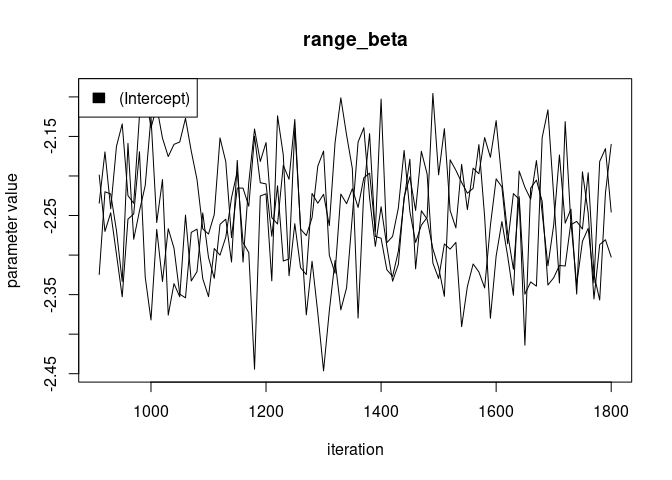 range_beta
(Intercept)
parameter value
-2.15
-2.25
-2.35
-2.45
1000 1200 1400 1600 1800
iteration